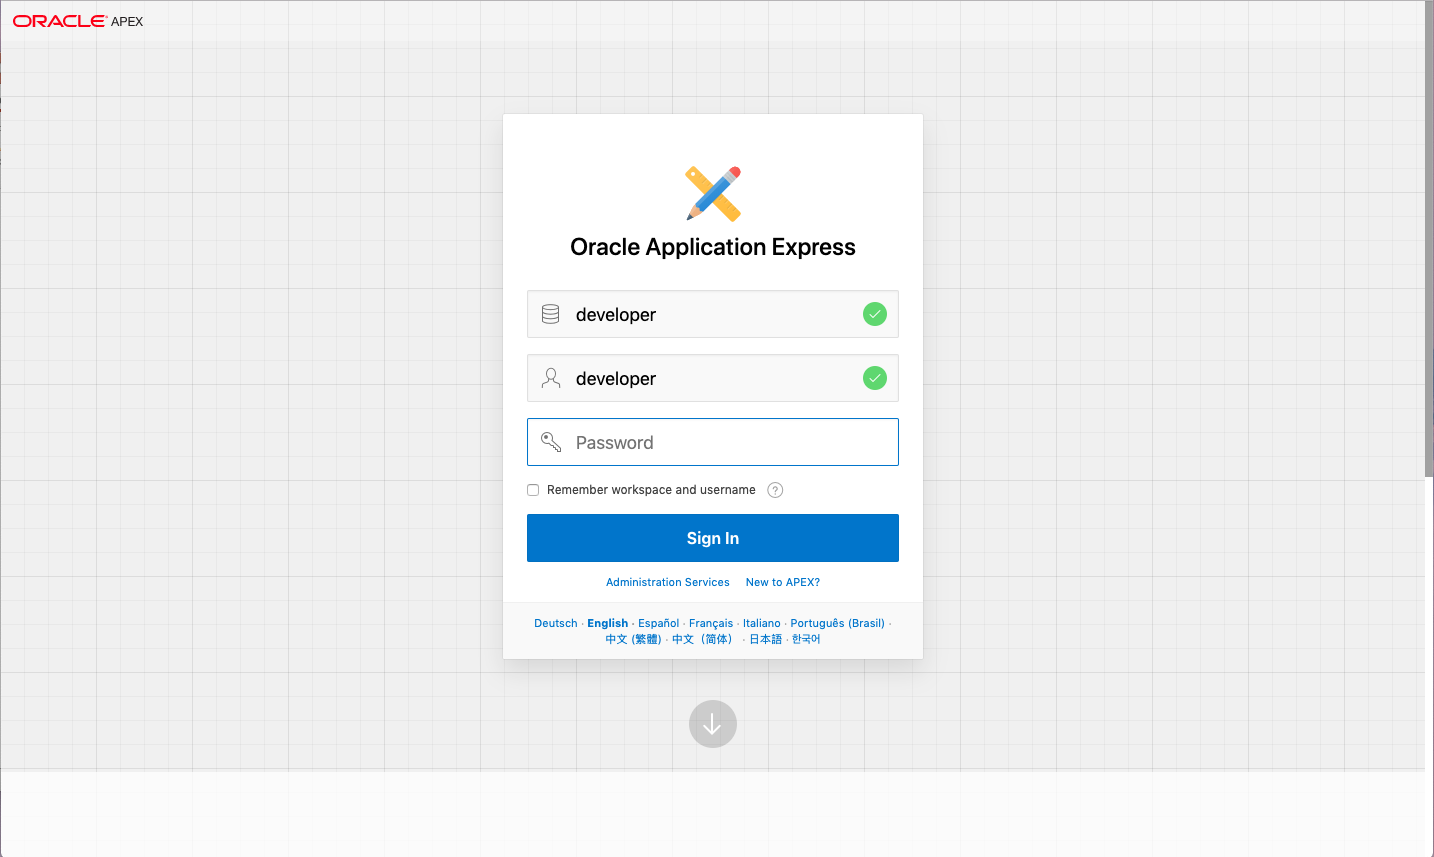 ORACLE APEX
Oracle Application Express
developer
developer
Password
Remember workspace and username ?
Sign In
Administration Services New to APEX?
Deutsch · English · Español · Français · Italiano · Português (Brasil) ·
中文 (繁體) · 中文（简体） · 日本語 · 한국어